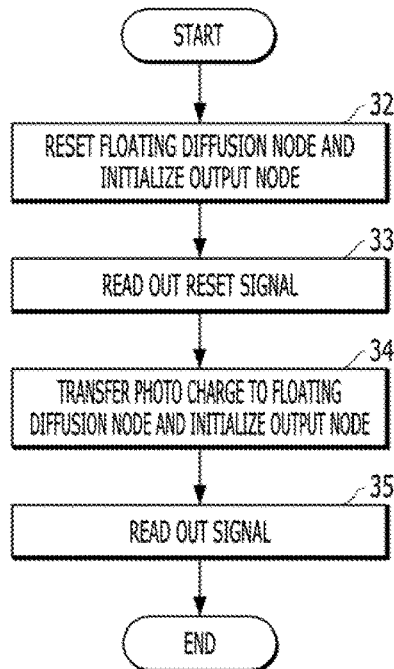 START
32
RESET FLOATING DIFFUSION NODE AND
INITIALIZE OUTPUT NODE
33
READ OUT RESET SIGNAL
34
TRANSFER PHOTO CHARGE TO FLOATING
DIFFUSION NODE AND INITIALIZE OUTPUT NODE
35
READ OUT SIGNAL
END